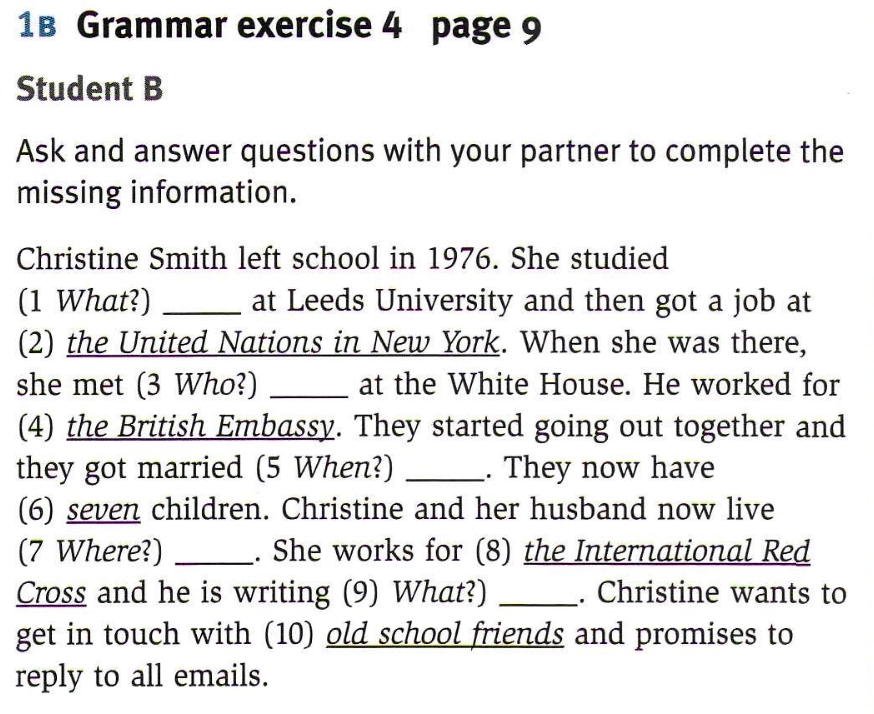 1B Grammar exercise 4 page 9
Student B
Ask and answer questions with your partner to complete the
missing information.
Christine Smith left school in 1976. She studied
(1 What?) _____ at Leeds University and then got a job at
(2) the United Nations in New York. When she was there,
she met (3 Who?) _____ at the White House. He worked for
(4) the British Embassy. They started going out together and
they got married (5 When?) _____. They now have
(6) seven children. Christine and her husband now live
(7 Where?) _____. She works for (8) the International Red
Cross and he is writing (9) What?) _____. Christine wants to
get in touch with (10) old school friends and promises to
reply to all emails.